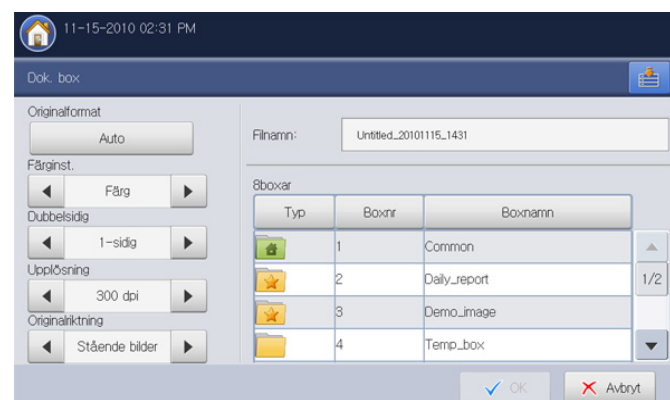 11-15-2010 02:31 PM
Dok. box
Originalformat
Auto
Färginst.
Färg
Dubbelsidig
1-sidig
Upplösning
300 dpi
Originalriktning
Stående bilder
Filnamn:
Untitled_20101115_1431
8boxar
Typ Boxnr Boxnamn
1 Common
2 Daily_report
3 Demo_image
4 Temp_box
1/2
OK Avbryt